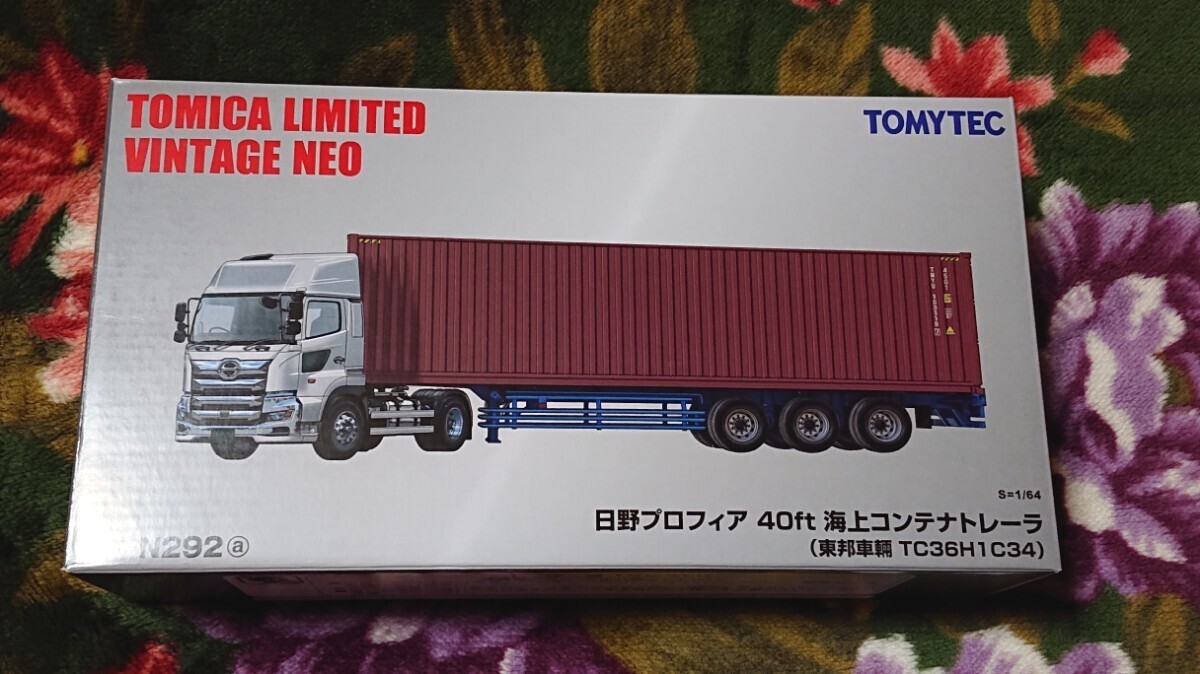 TOMICA LIMITED
VINTAGE NEO
TOMYTEC
S=1/64
日野プロフィア 40ft 海上コンテナトレーラ
(東邦車輛 TC36H1C34)
N292ⓐ